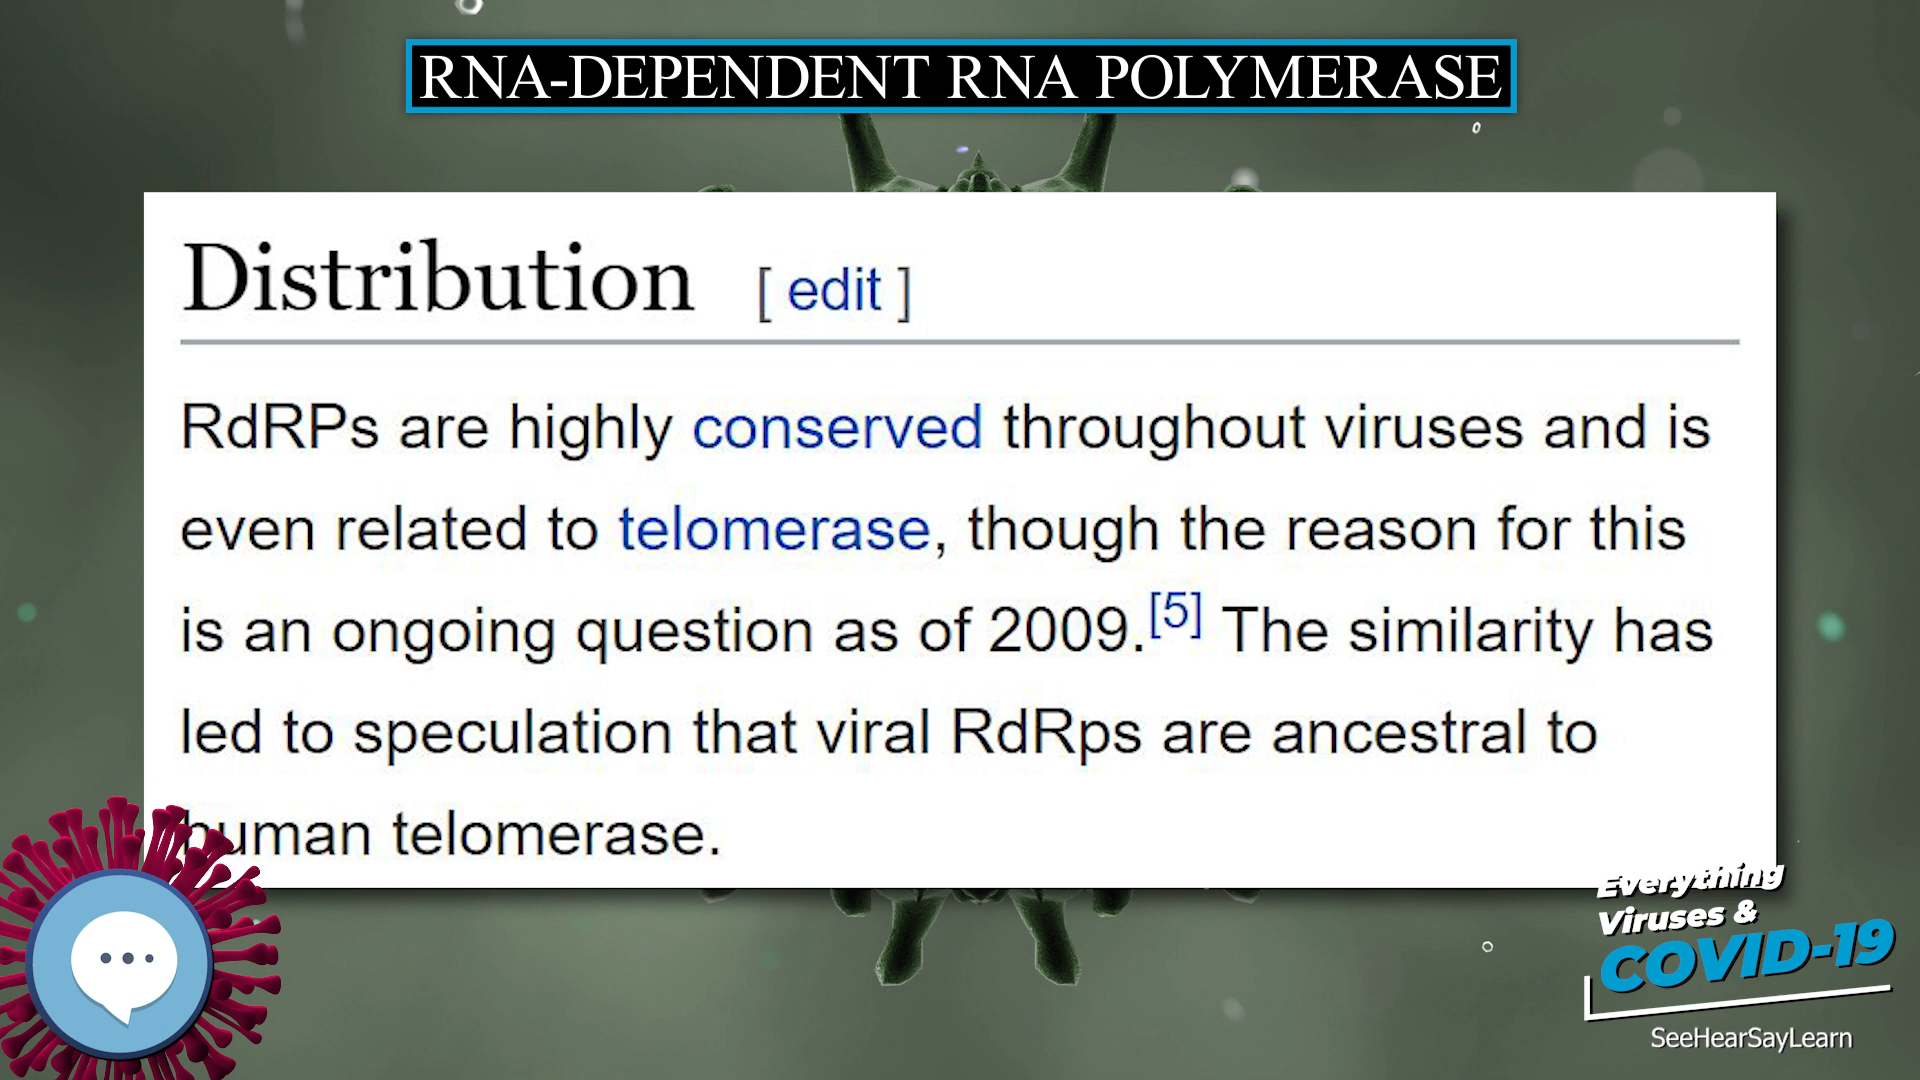 RNA-DEPENDENT RNA POLYMERASE
Distribution [ edit ]
RdRPs are highly conserved throughout viruses and is
even related to telomerase, though the reason for this
is an ongoing question as of 2009.[5] The similarity has
led to speculation that viral RdRps are ancestral to
human telomerase.
Everything
Viruses &
COVID-19
SeeHearSayLearn